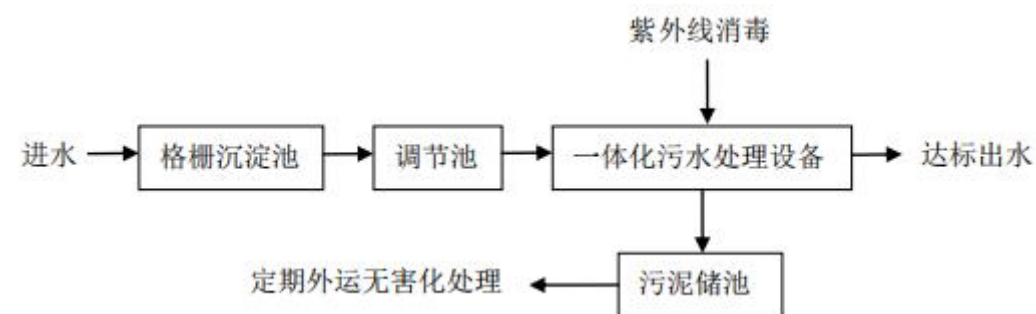 紫外线消毒
进水
格栅沉淀池
调节池
一体化污水处理设备
达标出水
定期外运无害化处理
污泥储池